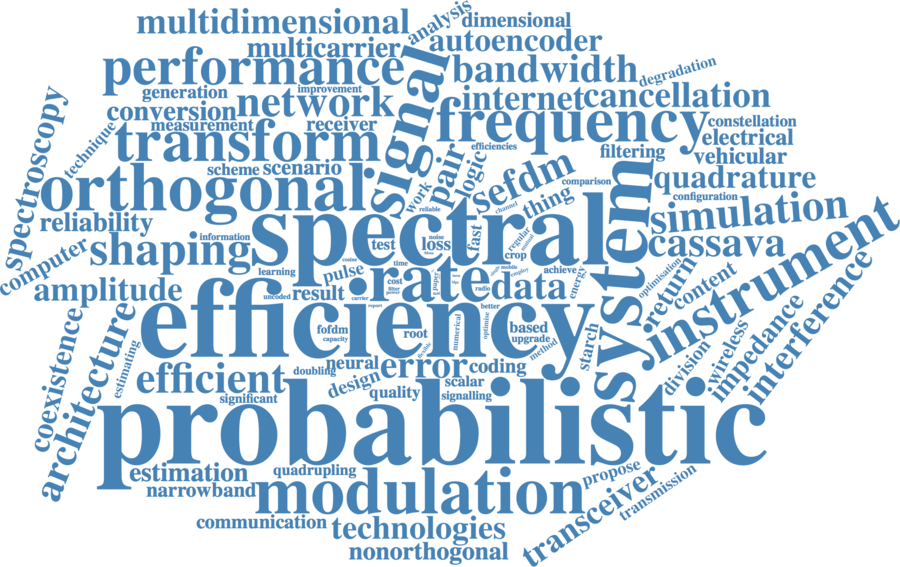 multidimensional
analysis
dimensional
multicarrier
autoencoder
performance
bandwidth
degradation
improvement
generation
network
internet
cancellation
conversion
signal
frequency
constellation
measurement
receiver
technique
transform
efficiencies
electrical
spectroscopy
pair
logic
filtering
vehicular
scheme
scenario
sefdm
comparison
quadrature
orthogonal
work
configuration
reliable
channel
thing
reliability
simulation
information
spectral
system
computer
shaping
test
noise
loss
fast
regular
crop
cassava
instrument
learning
pulse
time
rate
mobile
achieve
energy
optimisation
return
content
amplitude
uncoded
result
cost
filter
carrier
radio
data
better
efficiency
coexistence
architecture
estimating
fofdm
capacity
root
numerical
optimise
based
upgrade
method
starch
wireless
impedance
interference
division
doubling
neural
error
coding
efficient
design
quality
scalar
significant
signalling
probabilistic
estimation
quadrupling
propose
narrowband
modulation
transceiver
transmission
communication
technologies
nonorthogonal